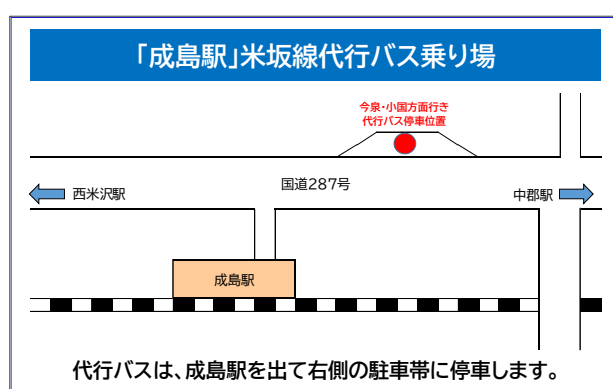 「成島駅」米坂線代行バス乗り場
今泉・小国方面行き
代行バス停車位置
国道287号
西米沢駅
中郡駅
成島駅
代行バスは、成島駅を出て右側の駐車帯に停車します。